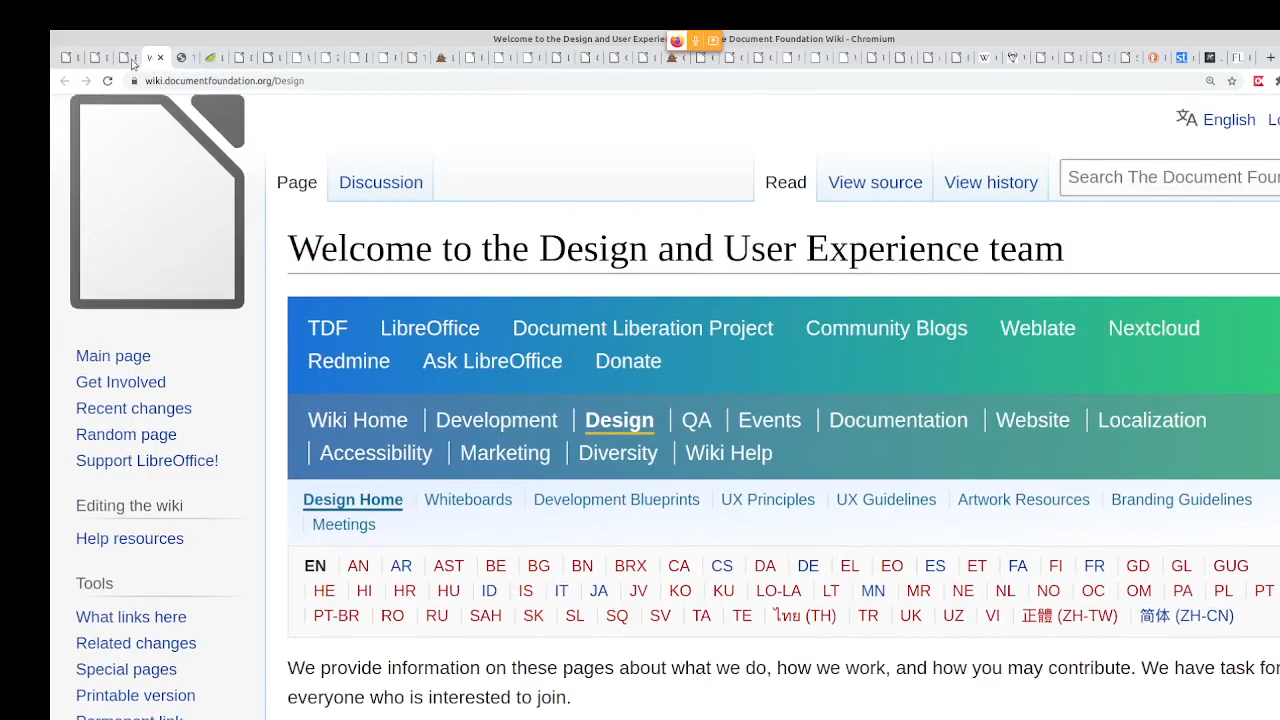 Welcome to the Design and User Experie
e Document Foundation Wiki - Chromium
wiki.documentfoundation.org/Design
English
Page
Discussion
Read
View source
View history
Search The Document Foun
Welcome to the Design and User Experience team
TDF LibreOffice Document Liberation Project Community Blogs Weblate Nextcloud
Redmine Ask LibreOffice Donate
Wiki Home Development Design QA Events Documentation Website Localization
Accessibility Marketing Diversity Wiki Help
Design Home Whiteboards Development Blueprints UX Principles UX Guidelines Artwork Resources Branding Guidelines
Meetings
EN AN AR AST BE BG BN BRX CA CS DA DE EL EO ES ET FA FI FR GD GL GUG
HE HI HR HU ID IS IT JA JV KO KU LO-LA LT MN MR NE NL NO OC OM PA PL PT
PT-BR RO RU SAH SK SL SQ SV TA TE ไทย (TH) TR UK UZ VI 正體 (ZH-TW) 简体 (ZH-CN)
We provide information on these pages about what we do, how we work, and how you may contribute. We have task for
everyone who is interested to join.
Main page
Get Involved
Recent changes
Random page
Support LibreOffice!
Editing the wiki
Help resources
Tools
What links here
Related changes
Special pages
Printable version
Permanent link